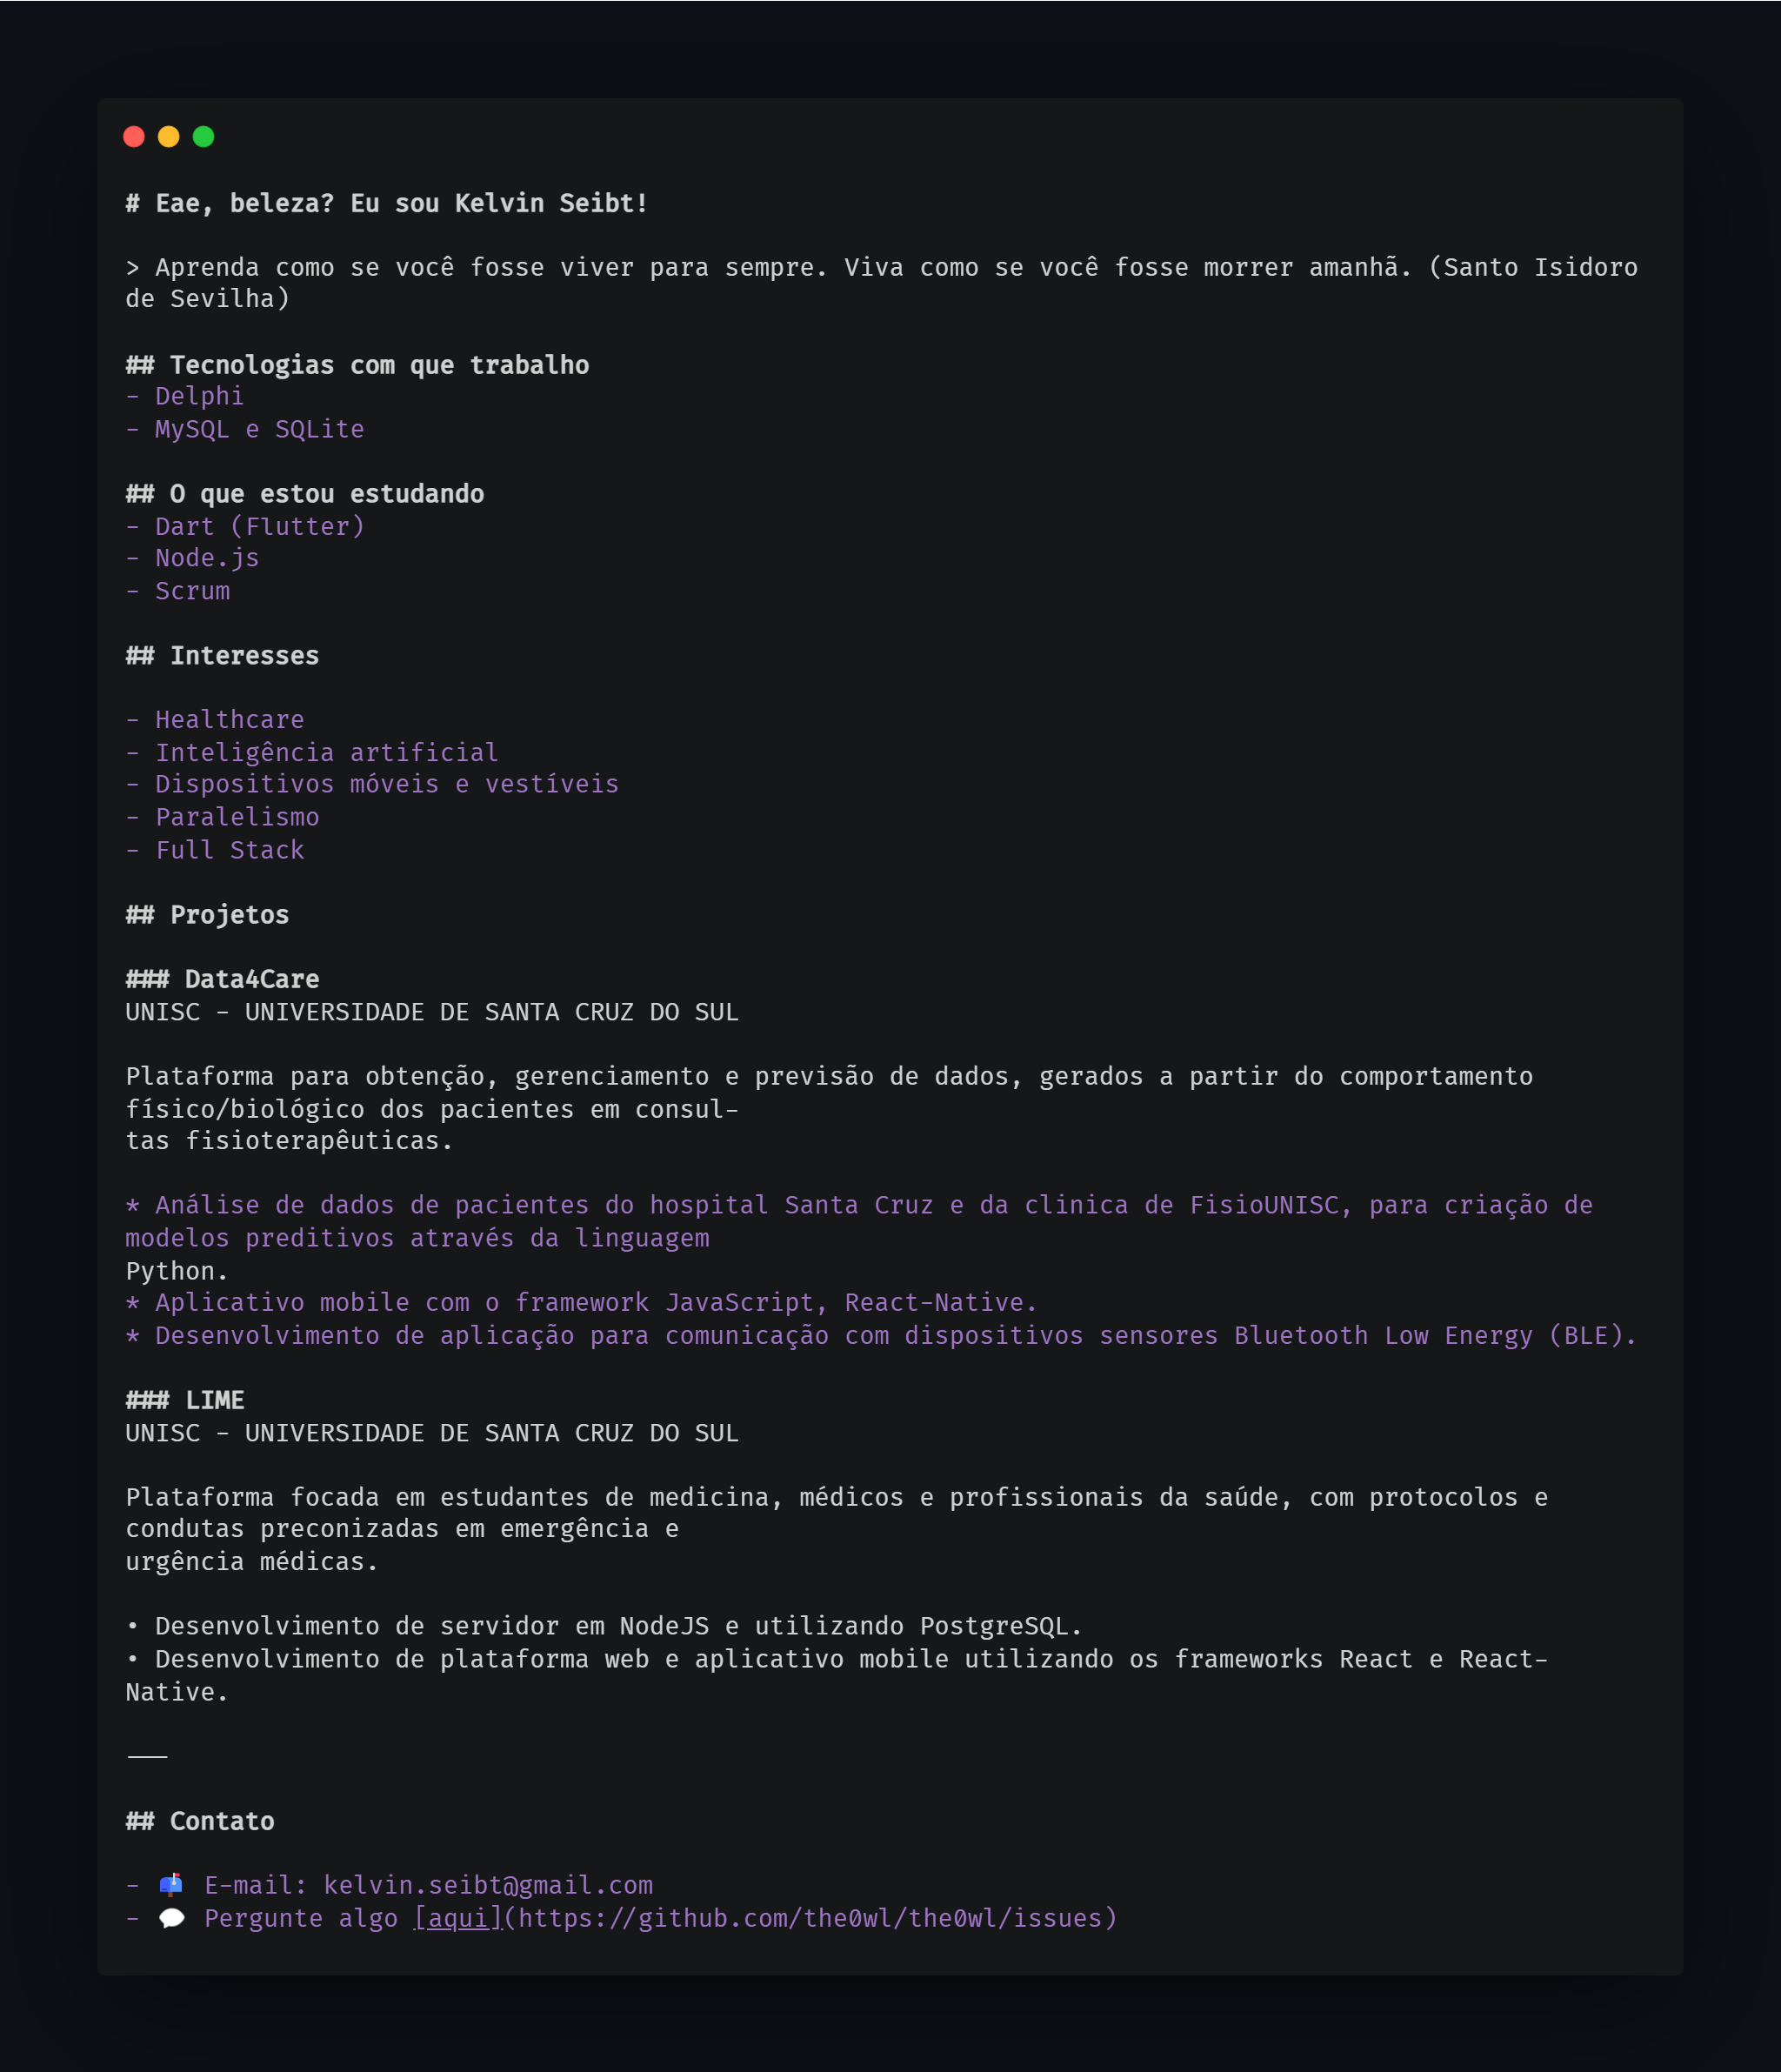 # Eae, beleza? Eu sou Kelvin Seibt!
> Aprenda como se você fosse viver para sempre. Viva como se você fosse morrer amanhã. (Santo Isidoro
de Sevilha)
## Tecnologias com que trabalho
- Delphi
- MySQL e SQLite
## O que estou estudando
- Dart (Flutter)
- Node.js
- Scrum
## Interesses
- Healthcare
- Inteligência artificial
- Dispositivos móveis e vestíveis
- Paralelismo
- Full Stack
## Projetos
### Data4Care
UNISC - UNIVERSIDADE DE SANTA CRUZ DO SUL
Plataforma para obtenção, gerenciamento e previsão de dados, gerados a partir do comportamento
físico/biológico dos pacientes em consul-
tas fisioterapêuticas.
* Análise de dados de pacientes do hospital Santa Cruz e da clinica de FisioUNISC, para criação de
modelos preditivos através da linguagem
Python.
* Aplicativo mobile com o framework JavaScript, React-Native.
* Desenvolvimento de aplicação para comunicação com dispositivos sensores Bluetooth Low Energy (BLE).
### LIME
UNISC - UNIVERSIDADE DE SANTA CRUZ DO SUL
Plataforma focada em estudantes de medicina, médicos e profissionais da saúde, com protocolos e
condutas preconizadas em emergência e
urgência médicas.
• Desenvolvimento de servidor em NodeJS e utilizando PostgreSQL.
• Desenvolvimento de plataforma web e aplicativo mobile utilizando os frameworks React e React-
Native.
---
## Contato
- 📫 E-mail: kelvin.seibt@gmail.com
- 💬 Pergunte algo [aqui](https://github.com/the0wl/the0wl/issues)